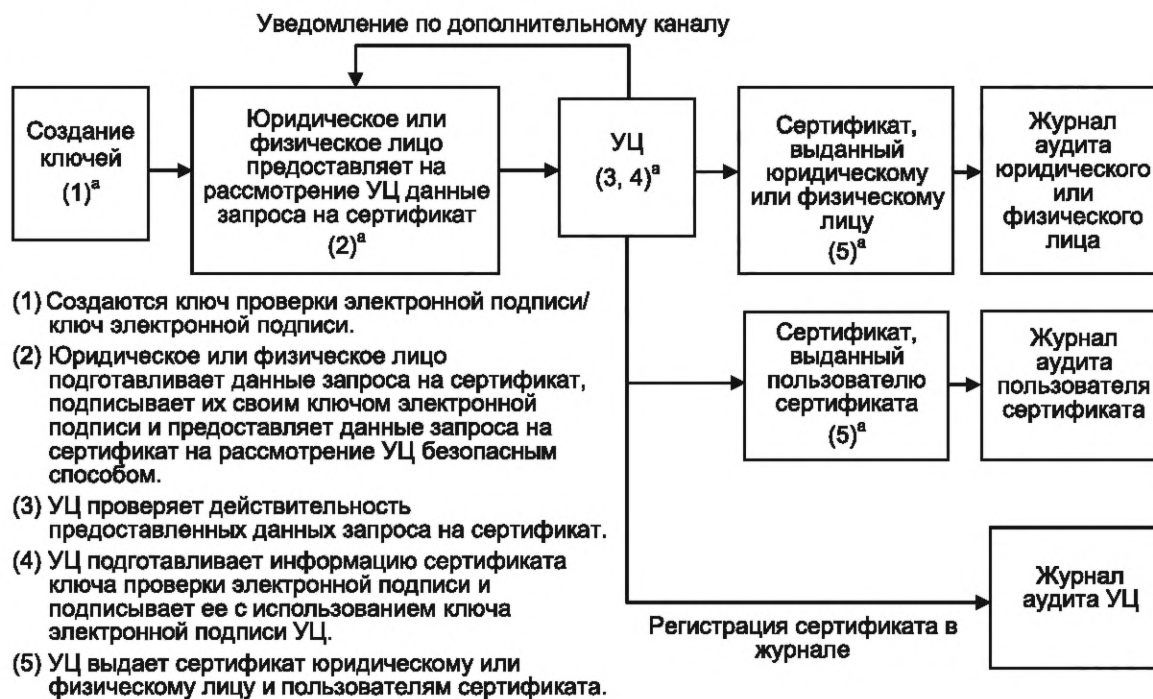 Уведомление по дополнительному каналу
Создание
ключей
(1)ª
Юридическое или
физическое лицо
предоставляет на
рассмотрение УЦ данные
запроса на сертификат
(2)ª
УЦ
(3, 4)ª
Сертификат,
выданный
юридическому
или физическому
лицу
(5)ª
Журнал
аудита
юридического
или
физического
лица
(1) Создаются ключ проверки электронной подписи/
ключ электронной подписи.
(2) Юридическое или физическое лицо
подготавливает данные запроса на сертификат,
подписывает их своим ключом электронной
подписи и предоставляет данные запроса на
сертификат на рассмотрение УЦ безопасным
способом.
(3) УЦ проверяет действительность
предоставленных данных запроса на сертификат.
(4) УЦ подготавливает информацию сертификата
ключа проверки электронной подписи и
подписывает ее с использованием ключа
электронной подписи УЦ.
(5) УЦ выдает сертификат юридическому или
физическому лицу и пользователям сертификата.
Сертификат,
выданный
пользователю
сертификата
(5)ª
Журнал
аудита
пользователя
сертификата
Журнал
аудита УЦ
Регистрация сертификата в
журнале